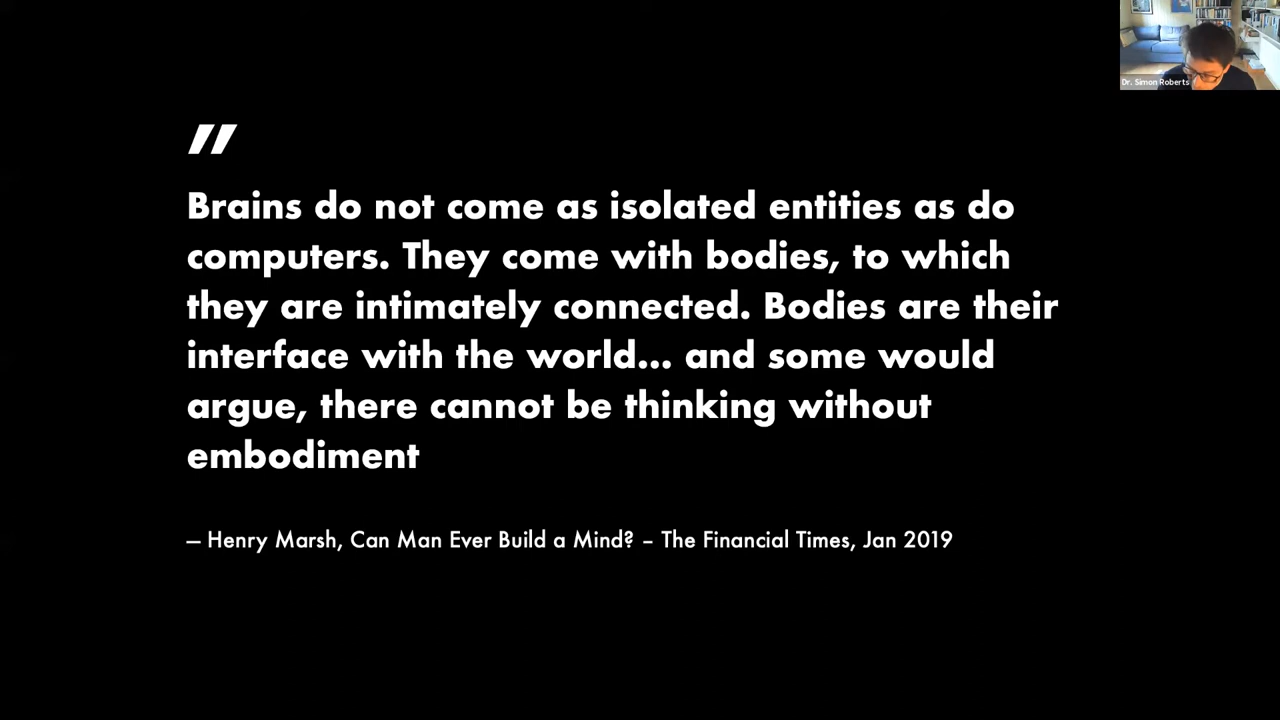 Dr. Simon Roberts
"
Brains do not come as isolated entities as do
computers. They come with bodies, to which
they are intimately connected. Bodies are their
interface with the world... and some would
argue, there cannot be thinking without
embodiment
— Henry Marsh, Can Man Ever Build a Mind? – The Financial Times, Jan 2019